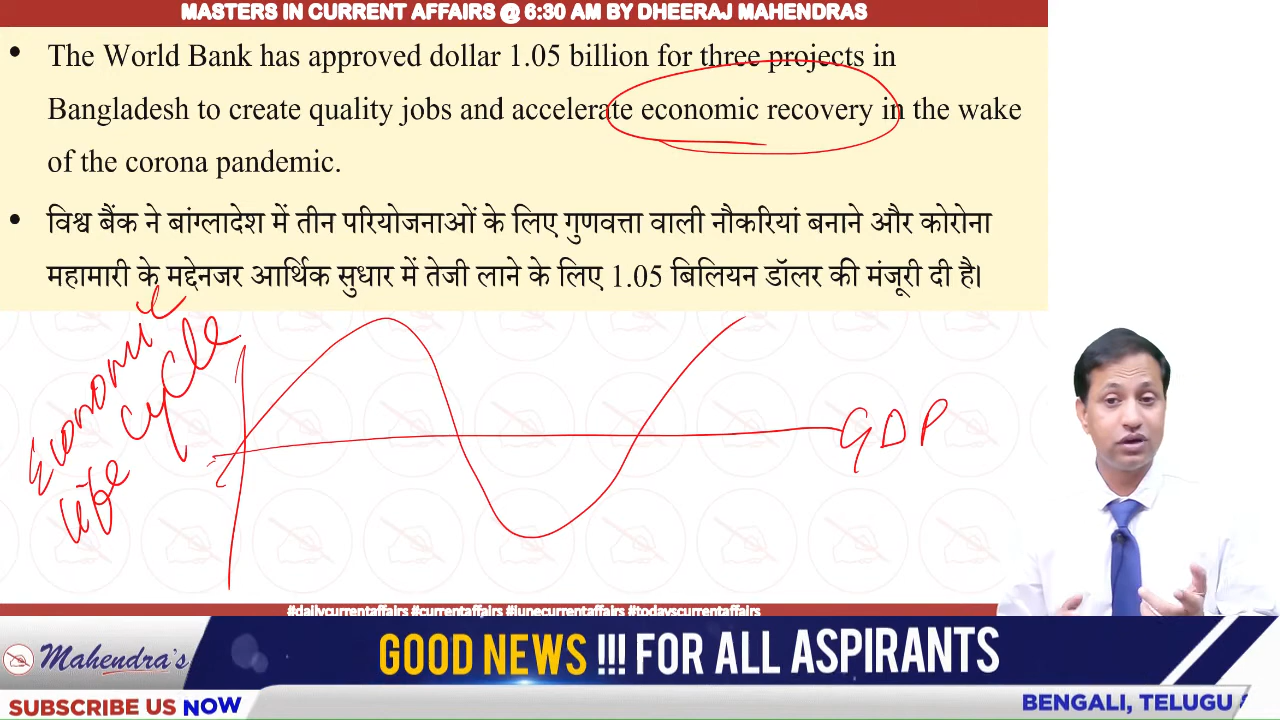 MASTERS IN CURRENT AFFAIRS @ 6:30 AM BY DHEERAJ MAHENDRAS
• The World Bank has approved dollar 1.05 billion for three projects in
Bangladesh to create quality jobs and accelerate economic recovery in the wake
of the corona pandemic.
• विश्व बैंक ने बांग्लादेश में तीन परियोजनाओं के लिए गुणवत्ता वाली नौकरियां बनाने और कोरोना
महामारी के मद्देनजर आर्थिक सुधार में तेजी लाने के लिए 1.05 बिलियन डॉलर की मंजूरी दी है।
Economic
life cycle
GDP
#dailycurrentaffairs #currentaffairs #junecurrentaffairs #todayscurrentaffairs
Mahendra's
GOOD NEWS !!! FOR ALL ASPIRANTS
SUBSCRIBE US NOW
BENGALI, TELUGU